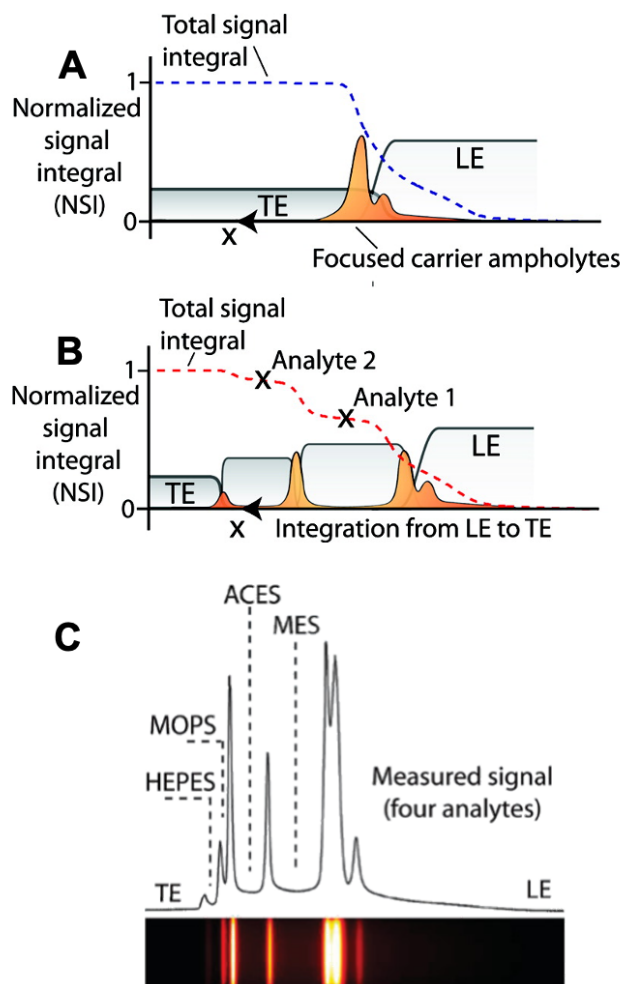 A
Total signal
integral
1
Normalized
signal
integral
(NSI)
LE
TE
0
x
Focused carrier ampholytes
B
Total signal
integral
Analyte 2
1
Analyte 1
Normalized
signal
integral
(NSI)
LE
TE
0
x
Integration from LE to TE
C
ACES
MES
MOPS
HEPES
Measured signal
(four analytes)
TE
LE